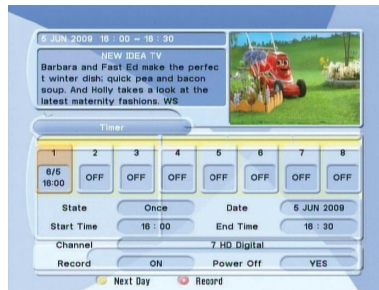 5 JUN 2009 16 : 00 – 16 : 30
NEW IDEA TV
Barbara and Fast Ed make the perfec
t winter dish: quick pea and bacon
soup. And Holly takes a look at the
latest maternity fashions. WS
Timer
1 2 3 4 5 6 7 8
6/5 16:00 OFF OFF OFF OFF OFF OFF OFF
State Once Date 5 JUN 2009
Start Time 16 : 00 End Time 16 : 30
Channel 7 HD Digital
Record ON Power Off YES
Next Day Record